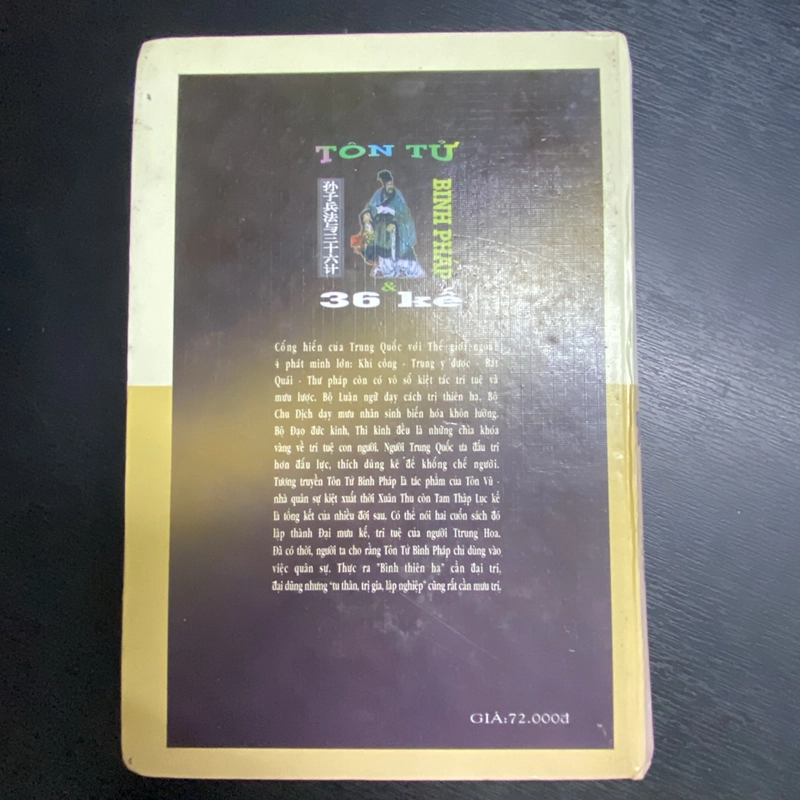 TÔN TỬ
孙子兵法与三十六计
BINH PHAP
&
36 kế
Cống hiến của Trung Quốc với Thế giới ngoài
4 phát minh lớn: Khí công - Trung y dược - Bát
Quái - Thư pháp còn có vô số kiệt tác trí tuệ và
mưu lược. Bộ Luận ngữ dạy cách trị thiên hạ. Bộ
Chu Dịch dạy mưu nhân sinh biến hóa khôn lường.
Bộ Đạo đức kinh, Thi kinh đều là những chìa khóa
vàng về trí tuệ con người. Người Trung Quốc ưa đấu trí
hơn đấu lực, thích dùng kế để khống chế người.
Tương truyền Tôn Tử Binh Pháp là tác phẩm của Tôn Vũ -
nhà quân sự kiệt xuất thời Xuân Thu còn Tam Thập Lục kế
là tổng kết của nhiều đời sau. Có thể nói hai cuốn sách đó
lập thành Đại mưu kế, trí tuệ của người Ttrung Hoa.
Đã có thời, người ta cho rằng Tôn Tử Binh Pháp chỉ dùng vào
việc quân sự. Thực ra "Bình thiên hạ" cần đại trí,
đại dũng nhưng "tu thân, trị gia, lập nghiệp" cũng rất cần mưu trí.
GIÁ:72.000đ